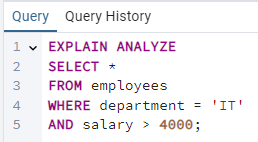 Query Query History
1 EXPLAIN ANALYZE
2 SELECT *
3 FROM employees
4 WHERE department = 'IT'
5 AND salary > 4000;